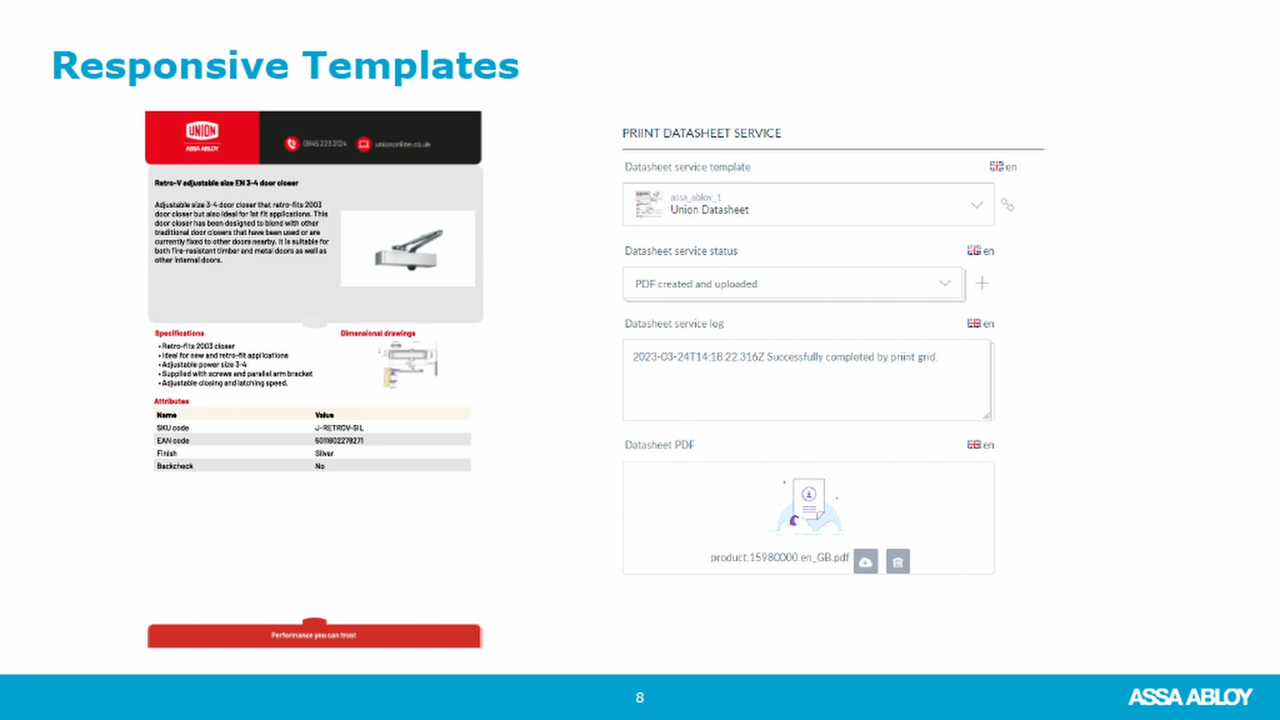 Responsive Templates
UNION
ASSA ABLOY
0845 223 2124
uniononline.co.uk
Retro-V adjustable size EN 3-4 door closer
Adjustable size 3-4 door closer that retro-fits 2003
door closer but also ideal for 1st fit applications. This
door closer has been designed to blend with other
traditional door closers that have been used or are
currently fixed to other doors nearby. It is suitable for
both fire-resistant timber and metal doors as well as
other internal doors.
Specifications
• Retro-fits 2003 closer
• Ideal for new and retro-fit applications
• Adjustable power size 3-4
• Supplied with screws and parallel arm bracket
• Adjustable closing and latching speed.
Dimensional drawings
Attributes
Name Value
SKU code J-RETROV-SIL
EAN code 5011802278271
Finish Silver
Backcheck No
Performance you can trust
PRIINT DATASHEET SERVICE
Datasheet service template en
assa_abloy_1
Union Datasheet
Datasheet service status en
PDF created and uploaded
Datasheet service log en
2023-03-24T14:18:22.316Z Successfully completed by print grid.
Datasheet PDF en
product.15980000.en_GB.pdf
8
ASSA ABLOY